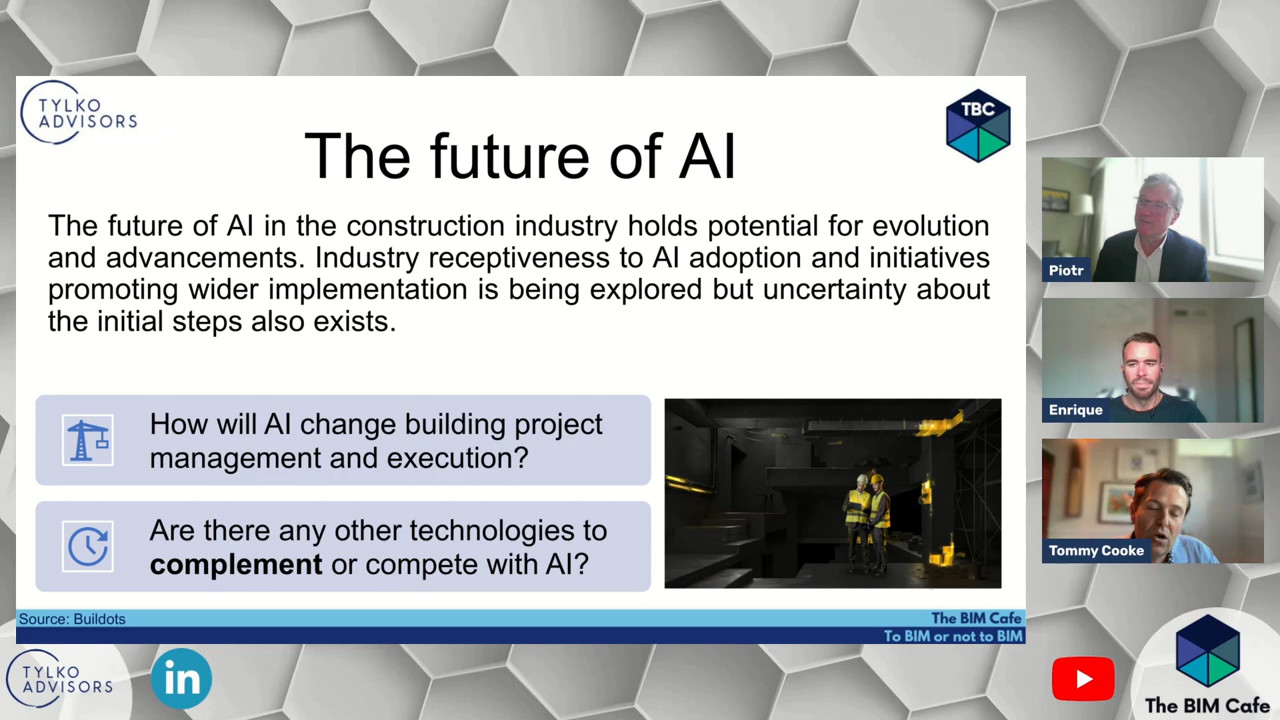 TYLKO
ADVISORS
TBC
The future of AI
The future of AI in the construction industry holds potential for evolution
and advancements. Industry receptiveness to AI adoption and initiatives
promoting wider implementation is being explored but uncertainty about
the initial steps also exists.
How will AI change building project
management and execution?
Are there any other technologies to
complement or compete with AI?
Source: Buildots
The BIM Cafe
To BIM or not to BIM
Piotr
Enrique
Tommy Cooke
TYLKO
ADVISORS
in
The BIM Cafe